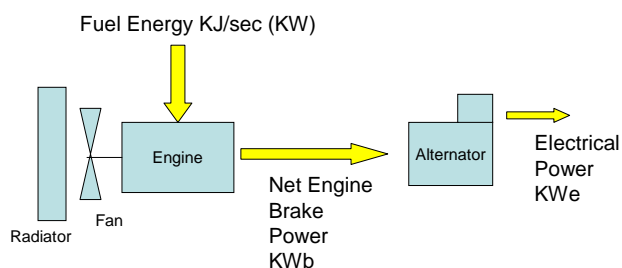 Fuel Energy KJ/sec (KW)
Engine
Alternator
Electrical
Power
KWe
Net Engine
Brake
Power
KWb
Fan
Radiator